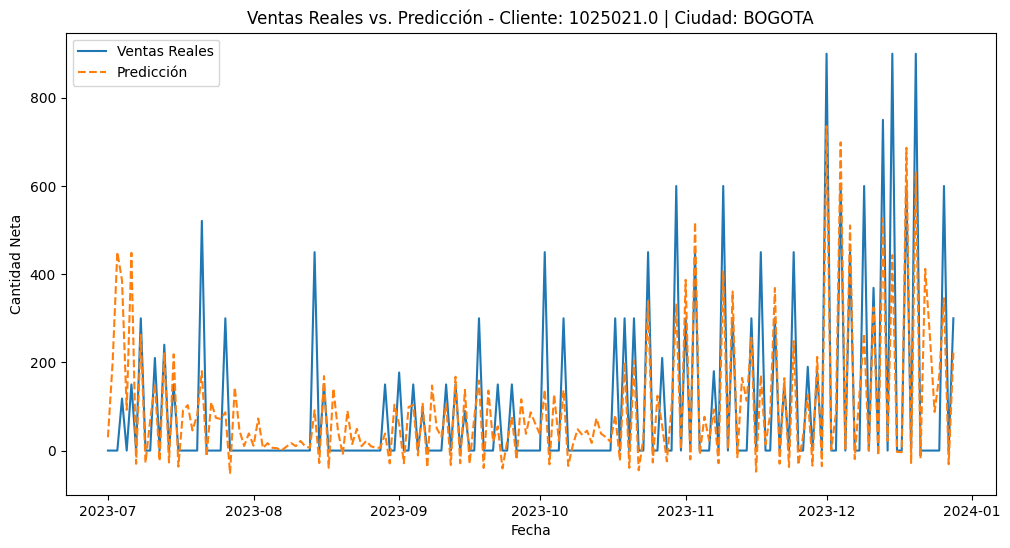 Ventas Reales vs. Predicción - Cliente: 1025021.0 | Ciudad: BOGOTA
Ventas Reales
Predicción
Cantidad Neta
800
600
400
200
0
2023-07 2023-08 2023-09 2023-10 2023-11 2023-12 2024-01
Fecha